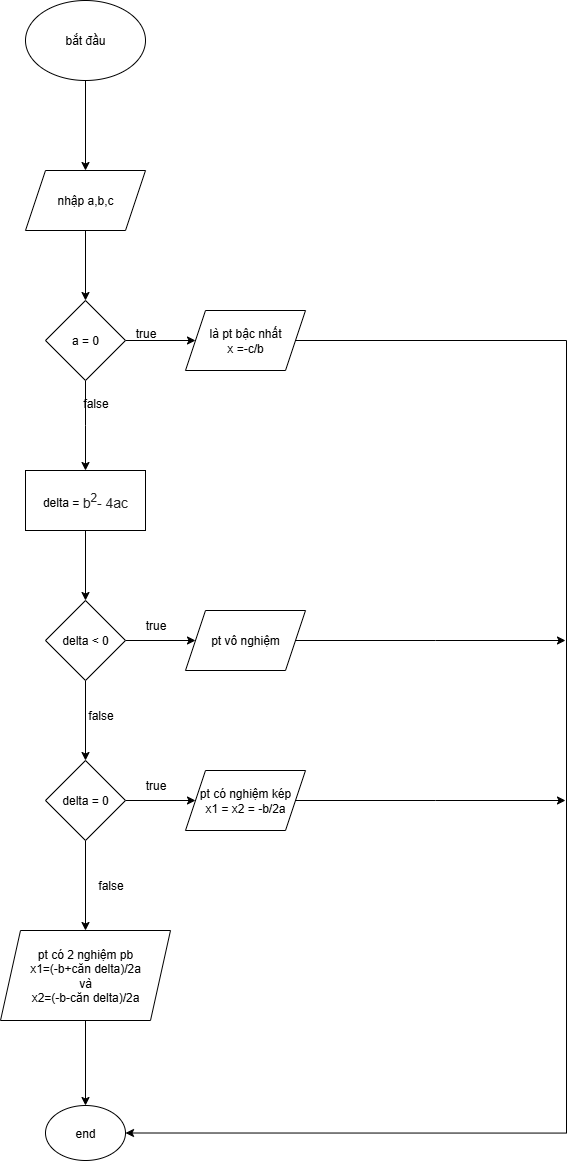 bắt đầu
nhập a,b,c
a = 0
true
là pt bậc nhất
x =-c/b
false
delta = b²- 4ac
delta < 0
true
pt vô nghiệm
false
delta = 0
true
pt có nghiệm kép
x1 = x2 = -b/2a
false
pt có 2 nghiệm pb
x1=(-b+căn delta)/2a
và
x2=(-b-căn delta)/2a
end